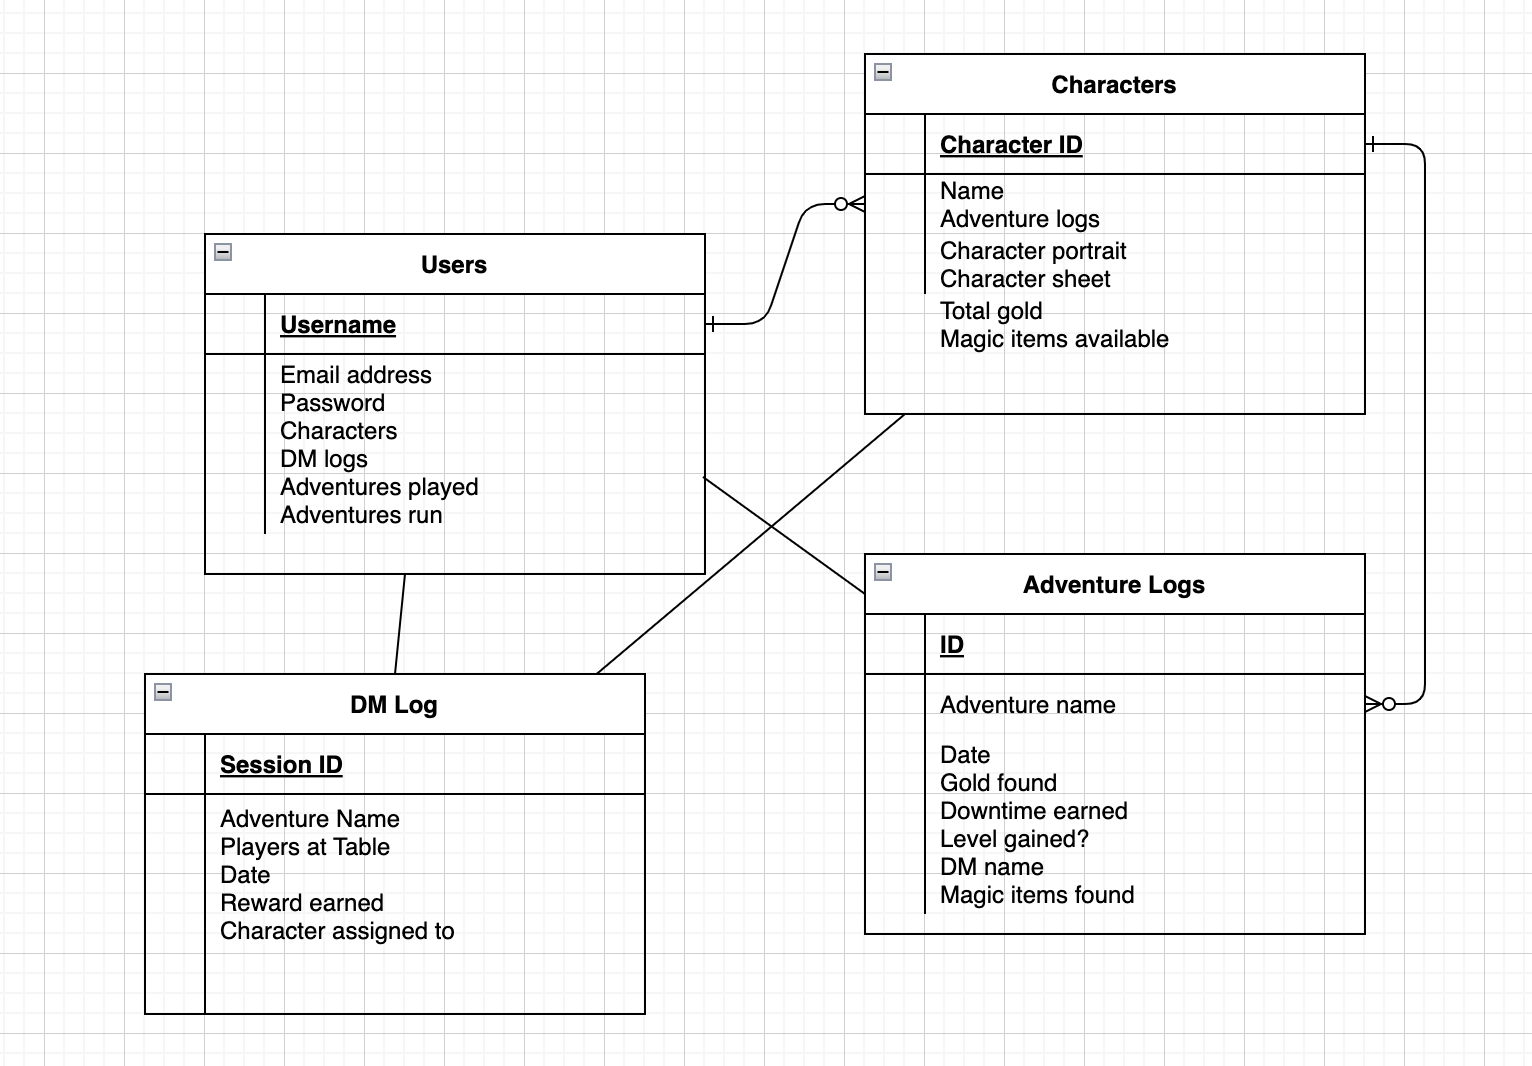 Characters
Character ID
Name
Adventure logs
Character portrait
Character sheet
Total gold
Magic items available
Users
Username
Email address
Password
Characters
DM logs
Adventures played
Adventures run
Adventure Logs
ID
Adventure name
Date
Gold found
Downtime earned
Level gained?
DM name
Magic items found
DM Log
Session ID
Adventure Name
Players at Table
Date
Reward earned
Character assigned to